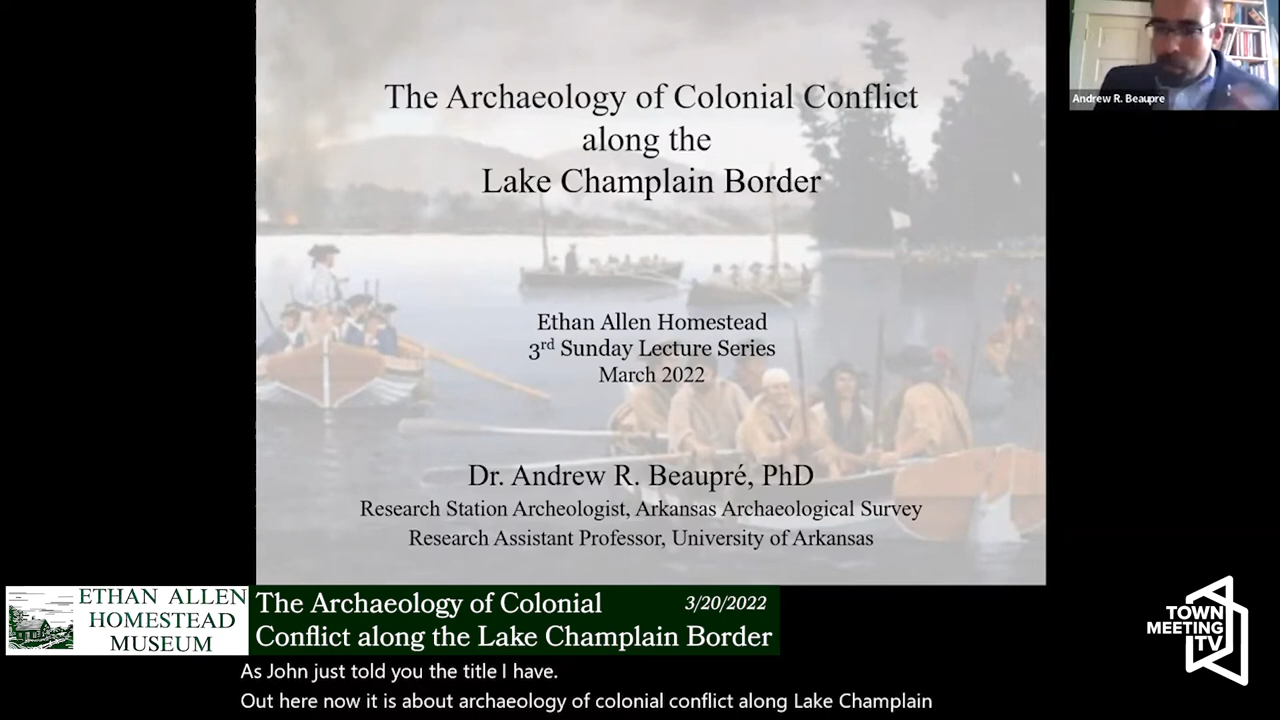 The Archaeology of Colonial Conflict
along the
Lake Champlain Border
Andrew R. Beaupre
Ethan Allen Homestead
3rd Sunday Lecture Series
March 2022
Dr. Andrew R. Beaupré, PhD
Research Station Archeologist, Arkansas Archaeological Survey
Research Assistant Professor, University of Arkansas
ETHAN ALLEN
HOMESTEAD
MUSEUM
The Archaeology of Colonial 3/20/2022
Conflict along the Lake Champlain Border
TOWN
MEETING
TV
As John just told you the title I have.
Out here now it is about archaeology of colonial conflict along Lake Champlain